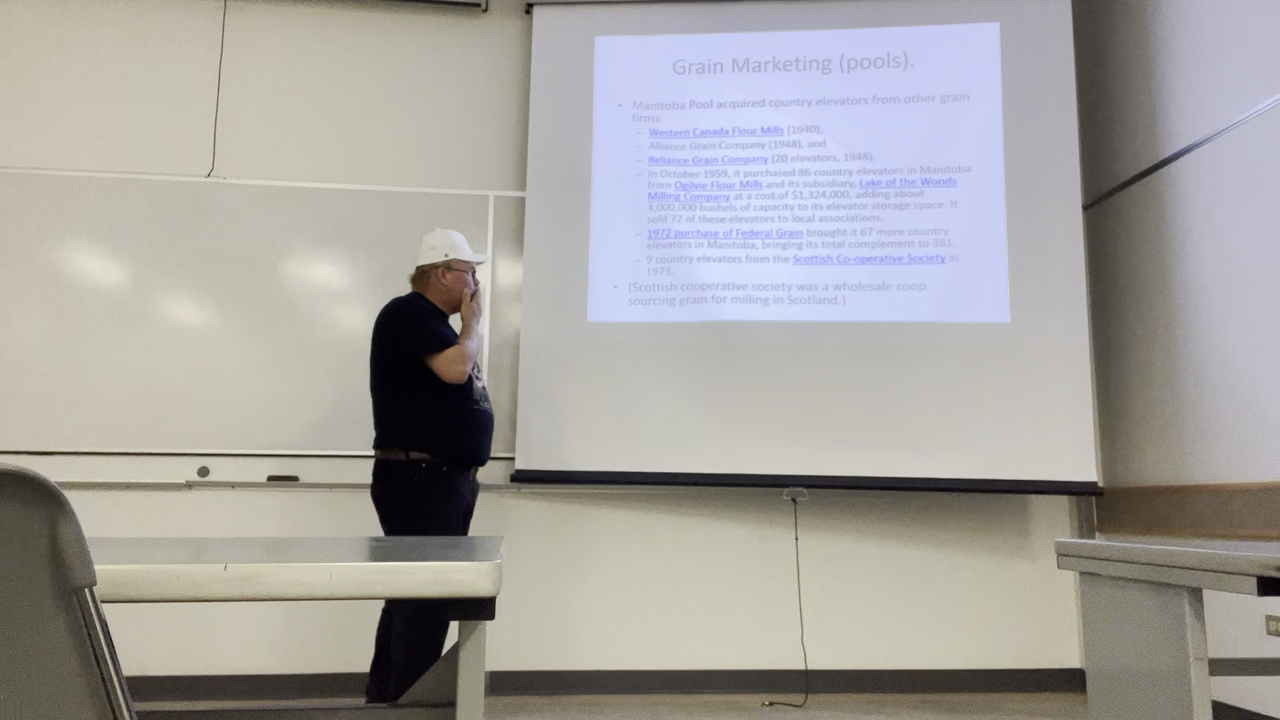 Grain Marketing (pools).
• Manitoba Pool acquired country elevators from other grain
firms
– Western Canada Flour Mills (1940),
– Alliance Grain Company (1948), and
– Reliance Grain Company (20 elevators, 1948).
– In October 1959, it purchased 86 country elevators in Manitoba
from Ogilvie Flour Mills and its subsidiary, Lake of the Woods
Milling Company at a cost of $1,324,000, adding about
4,000,000 bushels of capacity to its elevator storage space. It
sold 72 of these elevators to local associations.
– 1972 purchase of Federal Grain brought it 67 more country
elevators in Manitoba, bringing its total complement to 381.
– 9 country elevators from the Scottish Co-operative Society in
1973.
• (Scottish cooperative society was a wholesale coop
sourcing grain for milling in Scotland.)